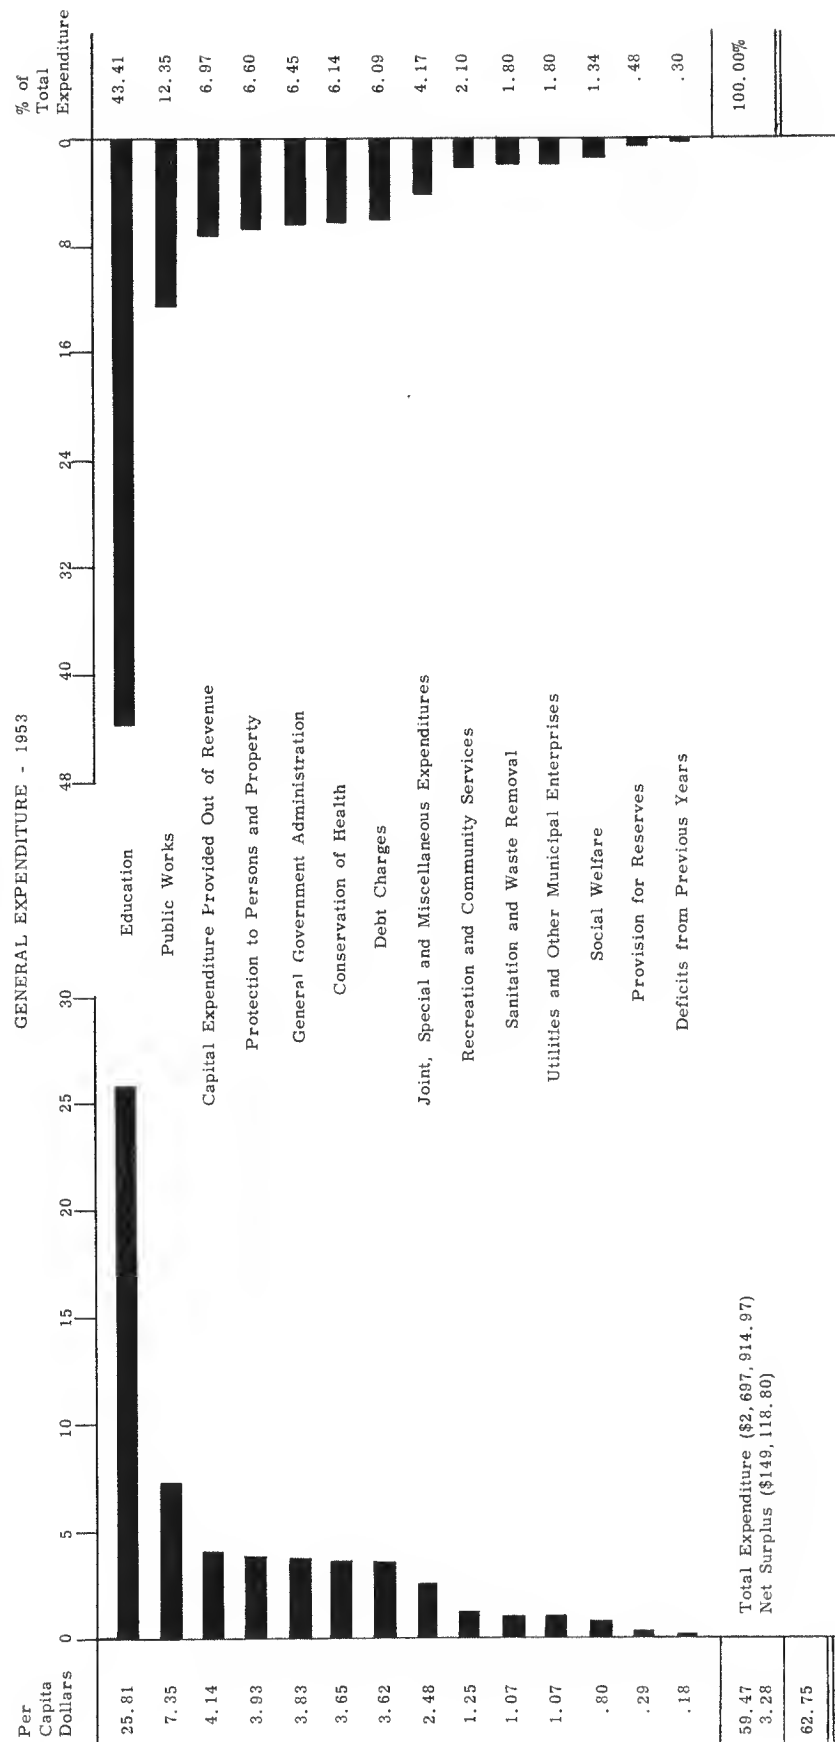 GENERAL EXPENDITURE - 1953
Per
Capita
Dollars
0 5 10 15 20 25 30
48 40 32 24 16 8 0
% of
Total
Expenditure
25.81 Education 43.41
7.35 Public Works 12.35
4.14 Capital Expenditure Provided Out of Revenue 6.97
3.93 Protection to Persons and Property 6.60
3.83 General Government Administration 6.45
3.65 Conservation of Health 6.14
3.62 Debt Charges 6.09
2.48 Joint, Special and Miscellaneous Expenditures 4.17
1.25 Recreation and Community Services 2.10
1.07 Sanitation and Waste Removal 1.80
1.07 Utilities and Other Municipal Enterprises 1.80
.80 Social Welfare 1.34
.29 Provision for Reserves .48
.18 Deficits from Previous Years .30
59.47 Total Expenditure ($2,697,914.97) 100.00%
3.28 Net Surplus ($149,118.80)
62.75